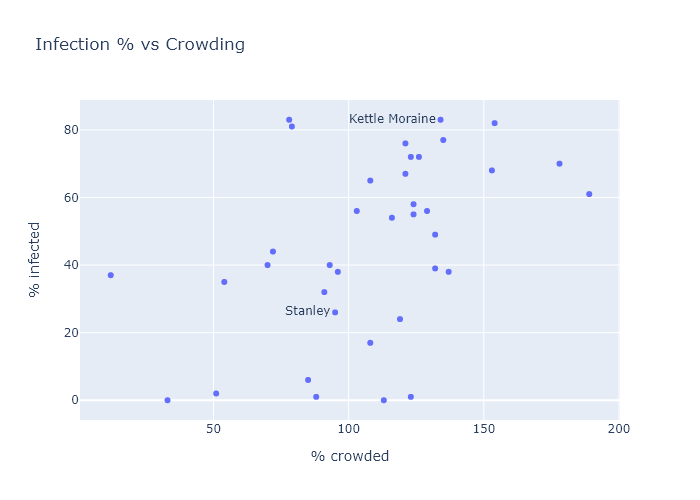 Infection % vs Crowding
Kettle Moraine
Stanley
80
60
40
20
0
50
100
150
200
% infected
% crowded